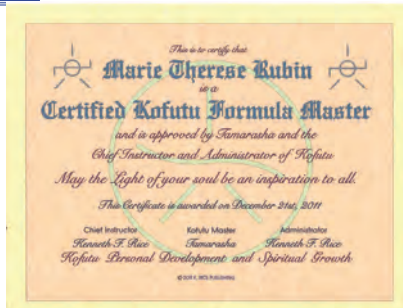 This is to certify that
Marie Therese Rubin
is a
Certified Kofutu Formula Master
and is approved by Tamarasha and the
Chief Instructor and Administrator of Kofutu
May the Light of your soul be an inspiration to all.
This Certificate is awarded on December 21st, 2011
Chief Instructor Kofutu Master Administrator
Kenneth F. Rice Tamarasha Kenneth F. Rice
Kofutu Personal Development and Spiritual Growth